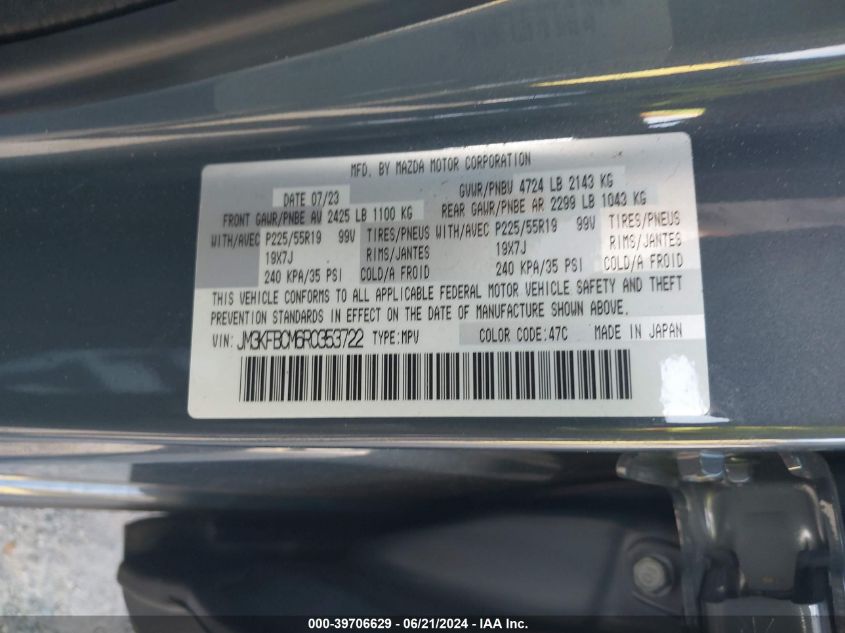 MFD. BY MAZDA MOTOR CORPORATION
DATE 07/23 GVWR/PNBV 4724 LB 2143 KG
FRONT GAWR/PNBE AV 2425 LB 1100 KG REAR GAWR/PNBE AR 2299 LB 1043 KG
WITH/AVEC P225/55R19 99V TIRES/PNEUS WITH/AVEC P225/55R19 99V TIRES/PNEUS
19X7J RIMS/JANTES 19X7J RIMS/JANTES
240 KPA/35 PSI COLD/A FROID 240 KPA/35 PSI COLD/A FROID
THIS VEHICLE CONFORMS TO ALL APPLICABLE FEDERAL MOTOR VEHICLE SAFETY AND THEFT
PREVENTION STANDARDS IN EFFECT ON THE DATE OF MANUFACTURE SHOWN ABOVE.
VIN: JM3KFBCM6R0353722 TYPE:MPV COLOR CODE:47C MADE IN JAPAN
000-39706629 - 06/21/2024 - IAA Inc.